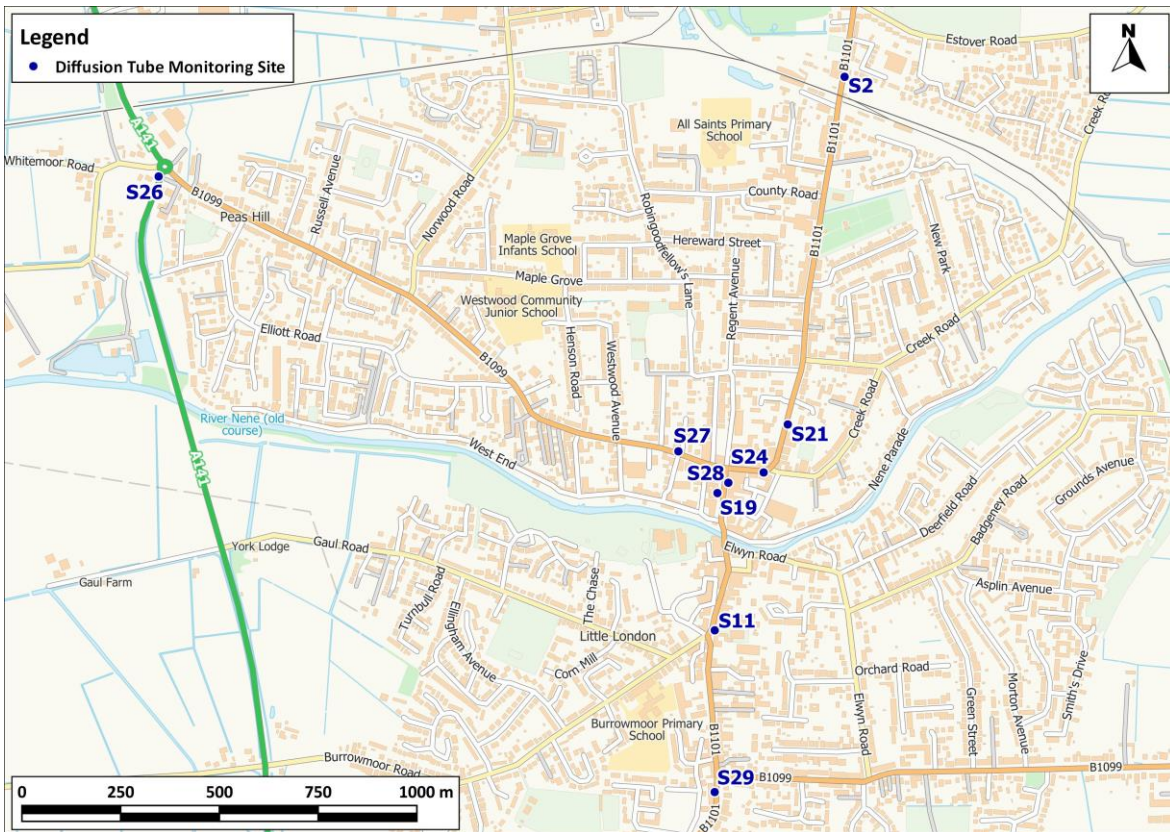 Legend
Diffusion Tube Monitoring Site
N
B1101
Estover Road
S2
Creek Road
A141
All Saints Primary
School
Whitemoor Road
S26
B1099
Peas Hill
Russell Avenue
Norwood Road
Robingoodfellow's Lane
County Road
B1101
New Park
Maple Grove
Infants School
Hereward Street
Maple Grove
Regent Avenue
Westwood Community
Junior School
Elliott Road
Henson Road
Westwood Avenue
B1099
Creek Road
Creek Road
River Nene (old
course)
West End
S27
S21
S24
S28
S19
Nene Parade
A141
Deerfield Road
Badgeney Road
Grounds Avenue
York Lodge
Gaul Road
Elwyn Road
Gaul Farm
Turnbull Road
Ellingham Avenue
The Chase
Asplin Avenue
Little London
S11
Corn Mill
Orchard Road
Elwyn Road
Green Street
Morton Avenue
Smith's Drive
Burrowmoor Primary
School
B1101
Burrowmoor Road
S29
B1099
B1099
B1101
0 250 500 750 1000 m